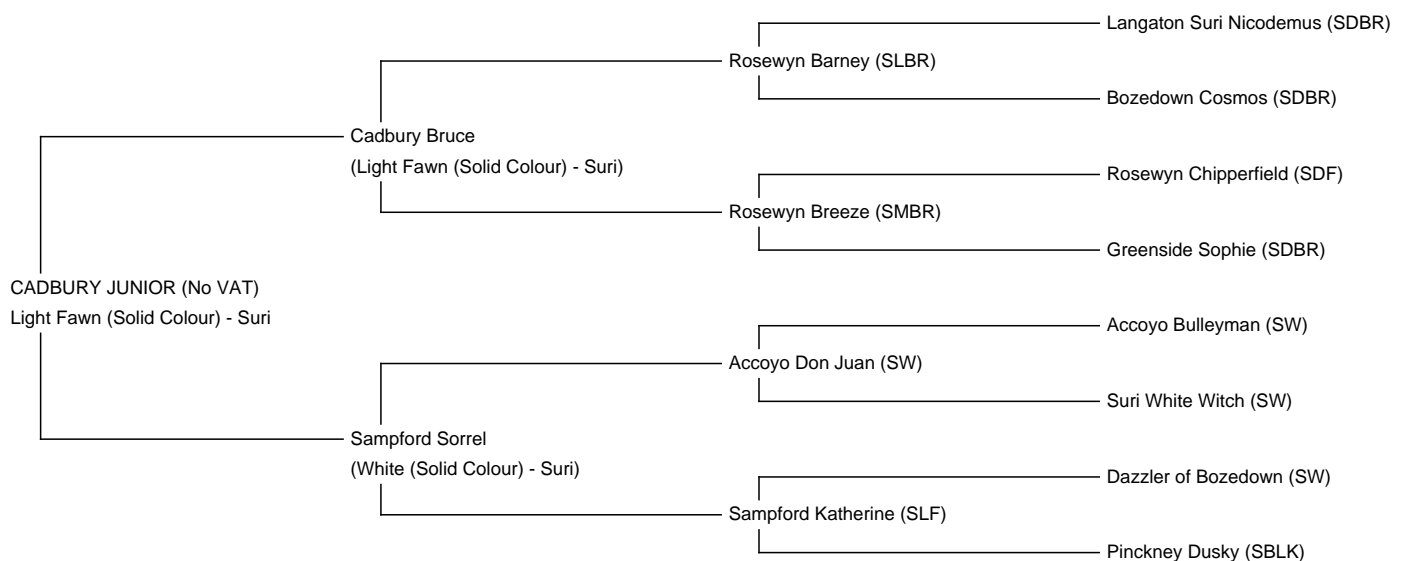 Langaton Suri Nicodemus (SDBR)
Rosewyn Barney (SLBR)
Bozedown Cosmos (SDBR)
Cadbury Bruce
(Light Fawn (Solid Colour) - Suri)
Rosewyn Chipperfield (SDF)
Rosewyn Breeze (SMBR)
Greenside Sophie (SDBR)
CADBURY JUNIOR (No VAT)
Light Fawn (Solid Colour) - Suri
Accoyo Bulleyman (SW)
Accoyo Don Juan (SW)
Suri White Witch (SW)
Sampford Sorrel
(White (Solid Colour) - Suri)
Dazzler of Bozedown (SW)
Sampford Katherine (SLF)
Pinckney Dusky (SBLK)